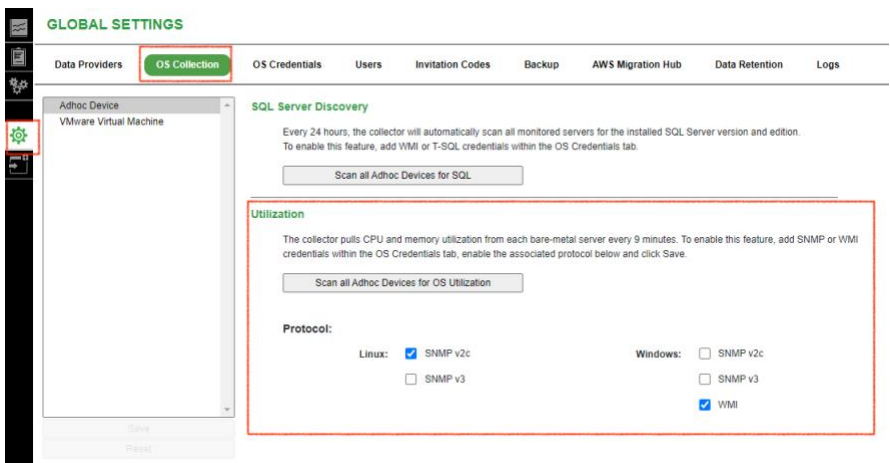 GLOBAL SETTINGS
Data Providers
OS Collection
OS Credentials
Users
Invitation Codes
Backup
AWS Migration Hub
Data Retention
Logs
Adhoc Device
VMware Virtual Machine
Save
Reset
SQL Server Discovery
Every 24 hours, the collector will automatically scan all monitored servers for the installed SQL Server version and edition.
To enable this feature, add WMI or T-SQL credentials within the OS Credentials tab.
Scan all Adhoc Devices for SQL
Utilization
The collector pulls CPU and memory utilization from each bare-metal server every 9 minutes. To enable this feature, add SNMP or WMI
credentials within the OS Credentials tab, enable the associated protocol below and click Save.
Scan all Adhoc Devices for OS Utilization
Protocol:
Linux: SNMP v2c
SNMP v3
Windows: SNMP v2c
SNMP v3
WMI